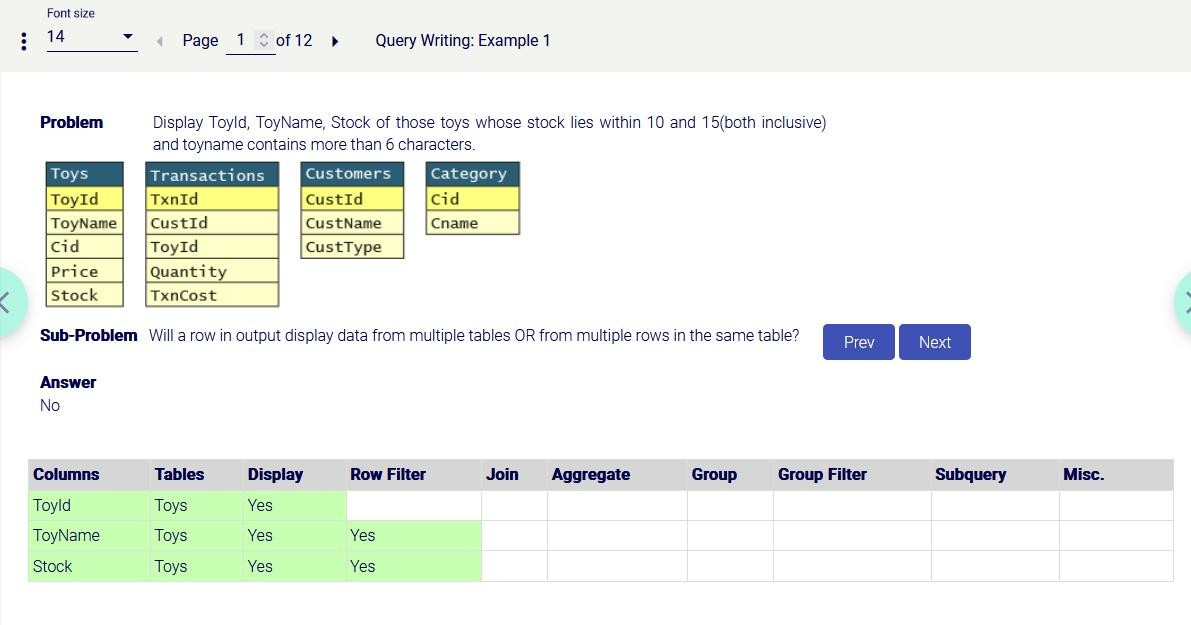 Font size
14
Page 1 of 12 Query Writing: Example 1
Problem Display ToyId, ToyName, Stock of those toys whose stock lies within 10 and 15(both inclusive)
and toyname contains more than 6 characters.
Toys Transactions Customers Category
ToyId TxnId CustId Cid
ToyName CustId CustName Cname
Cid ToyId CustType
Price Quantity
Stock TxnCost
Sub-Problem Will a row in output display data from multiple tables OR from multiple rows in the same table? Prev Next
Answer
No
Columns Tables Display Row Filter Join Aggregate Group Group Filter Subquery Misc.
ToyId Toys Yes
ToyName Toys Yes Yes
Stock Toys Yes Yes